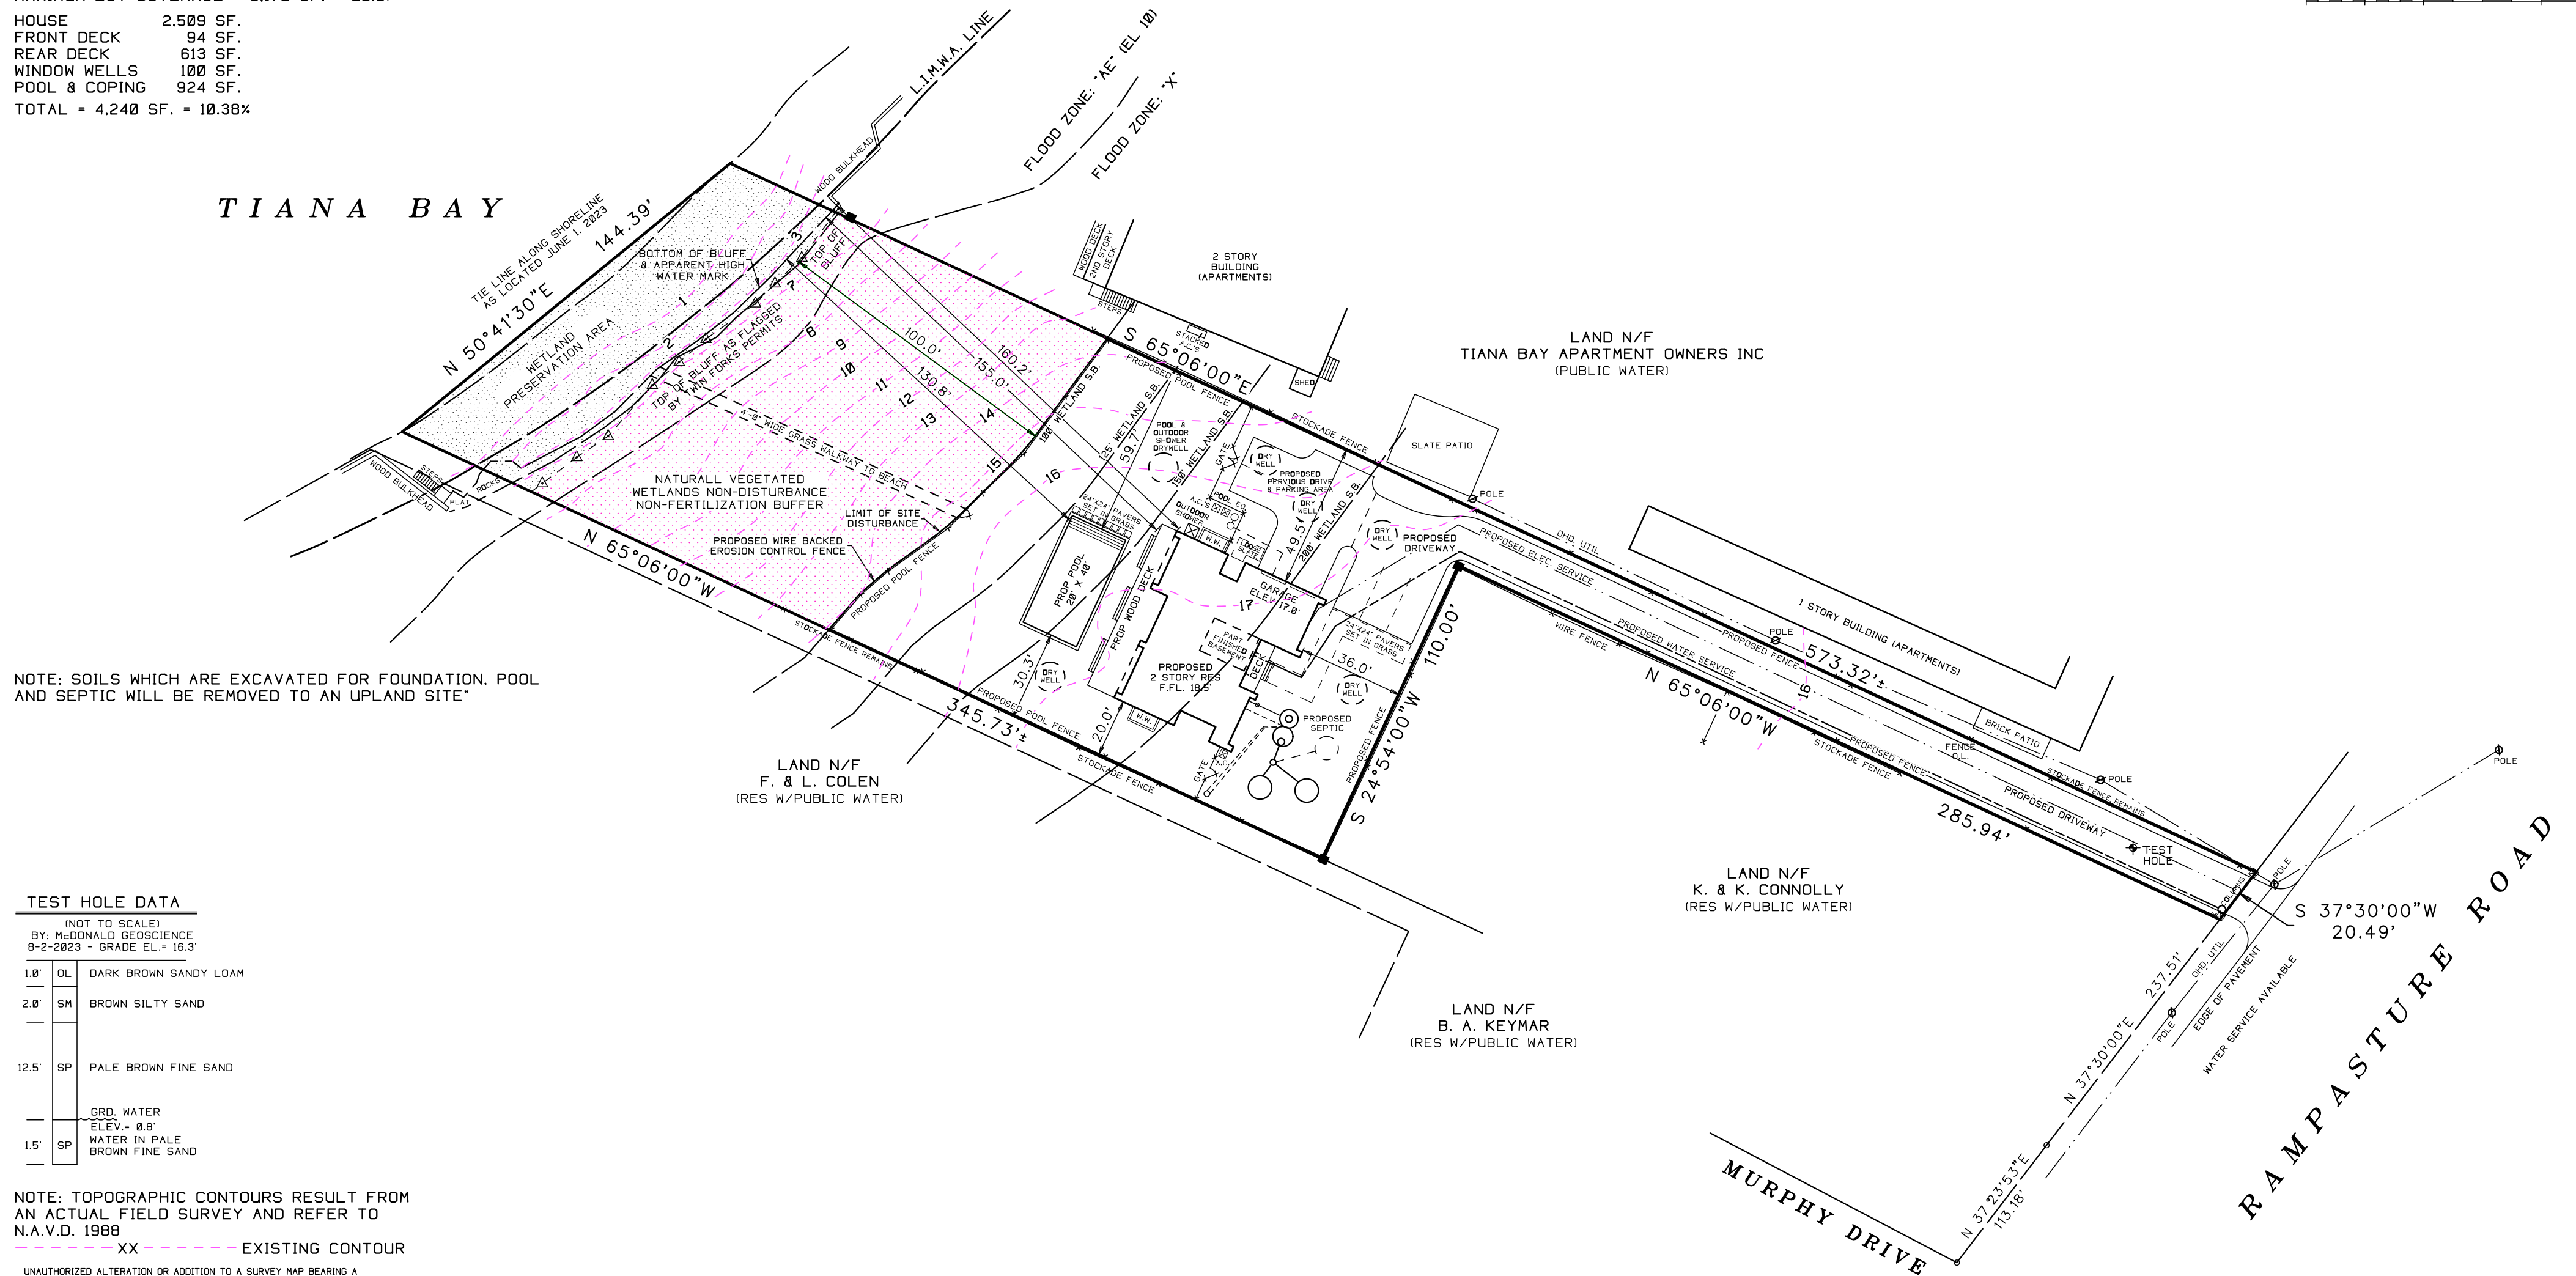 HOUSE 2,509 SF.
FRONT DECK 94 SF.
REAR DECK 613 SF.
WINDOW WELLS 100 SF.
POOL & COPING 924 SF.
TOTAL = 4,240 SF. = 10.38%
L.I.M.W.A. LINE
FLOOD ZONE: "AE" (EL 10)
FLOOD ZONE: "X"
TIANA BAY
TIE LINE ALONG SHORELINE
AS LOCATED JUNE 1, 2023
N 50°41'30"E
144.39'
WOOD BULKHEAD
BOTTOM OF BLUFF
& APPARENT HIGH
WATER MARK
TOP OF
BLUFF
WETLAND
PRESERVATION AREA
TOP OF BLUFF AS FLAGGED
BY TWIN FORKS PERMITS
1
2
3
7
8
9
10
11
12
13
14
15
16
17
16
100.0'
160.2'
155.0'
130.8'
4'-0" WIDE GRASS WALKWAY TO BEACH
NATURALL VEGETATED
WETLANDS NON-DISTURBANCE
NON-FERTILIZATION BUFFER
LIMIT OF SITE
DISTURBANCE
PROPOSED WIRE BACKED
EROSION CONTROL FENCE
PROPOSED POOL FENCE
WOOD BULKHEAD
STEPS
PLAT.
ROCKS
N 65°06'00"W
345.73'±
STOCKADE FENCE REMAINS
PROPOSED POOL FENCE
STOCKADE FENCE
100' WETLAND S.B.
125' WETLAND S.B.
150' WETLAND S.B.
200' WETLAND S.B.
S 65°06'00"E
PROPOSED POOL FENCE
STOCKADE FENCE
WOOD DECK
2ND STORY
DECK
STEPS
2 STORY
BUILDING
(APARTMENTS)
STACKED
A.C.'S
SHED
SLATE PATIO
LAND N/F
TIANA BAY APARTMENT OWNERS INC
(PUBLIC WATER)
59.7'
POOL &
OUTDOOR
SHOWER
DRYWELL
GATE
DRY
WELL
PROPOSED
PERVIOUS DRIVE
& PARKING AREA
DRY
WELL
49.5'
DRY
WELL
PROPOSED
DRIVEWAY
24"X24" PAVERS
SET IN GRASS
POOL EQ.
A.C.'S
OUTDOOR
SHOWER
W.W.
LOOSE
SLATE
PROP POOL
20' X 40'
PROP WOOD DECK
GARAGE
ELEV 17.0'
PART
FINISHED
BASEMENT
DECK
PROPOSED
2 STORY RES
F.FL. 18.5'
W.W.
30.3'
DRY
WELL
20.0'
24"X24" PAVERS
SET IN GRASS
36.0'
DRY
WELL
PROPOSED
SEPTIC
GATE
A.C.
PROPOSED FENCE
S 24°54'00"W
110.00'
POLE
OHD. UTIL
PROPOSED ELEC. SERVICE
WIRE FENCE
PROPOSED WATER SERVICE
PROPOSED FENCE
POLE
573.32'±
1 STORY BUILDING (APARTMENTS)
N 65°06'00"W
PROPOSED FENCE
STOCKADE FENCE
FENCE
O.L.
BRICK PATIO
STOCKADE FENCE REMAINS
POLE
PROPOSED DRIVEWAY
285.94'
TEST
HOLE
POLE
POLE
S 37°30'00"W
20.49'
RAMPASTURE ROAD
OHD. UTIL
EDGE OF PAVEMENT
WATER SERVICE AVAILABLE
237.51'
N 37°30'00"E
POLE
N 37°23'53"E
113.18'
MURPHY DRIVE
LAND N/F
F. & L. COLEN
(RES W/PUBLIC WATER)
LAND N/F
K. & K. CONNOLLY
(RES W/PUBLIC WATER)
LAND N/F
B. A. KEYMAR
(RES W/PUBLIC WATER)
NOTE: SOILS WHICH ARE EXCAVATED FOR FOUNDATION, POOL
AND SEPTIC WILL BE REMOVED TO AN UPLAND SITE"
TEST HOLE DATA
(NOT TO SCALE)
BY: McDONALD GEOSCIENCE
8-2-2023 - GRADE EL.= 16.3'
1.0' OL DARK BROWN SANDY LOAM
2.0' SM BROWN SILTY SAND
12.5' SP PALE BROWN FINE SAND
GRD. WATER
ELEV.= 0.8'
1.5' SP WATER IN PALE
BROWN FINE SAND
NOTE: TOPOGRAPHIC CONTOURS RESULT FROM
AN ACTUAL FIELD SURVEY AND REFER TO
N.A.V.D. 1988
XX EXISTING CONTOUR
UNAUTHORIZED ALTERATION OR ADDITION TO A SURVEY MAP BEARING A